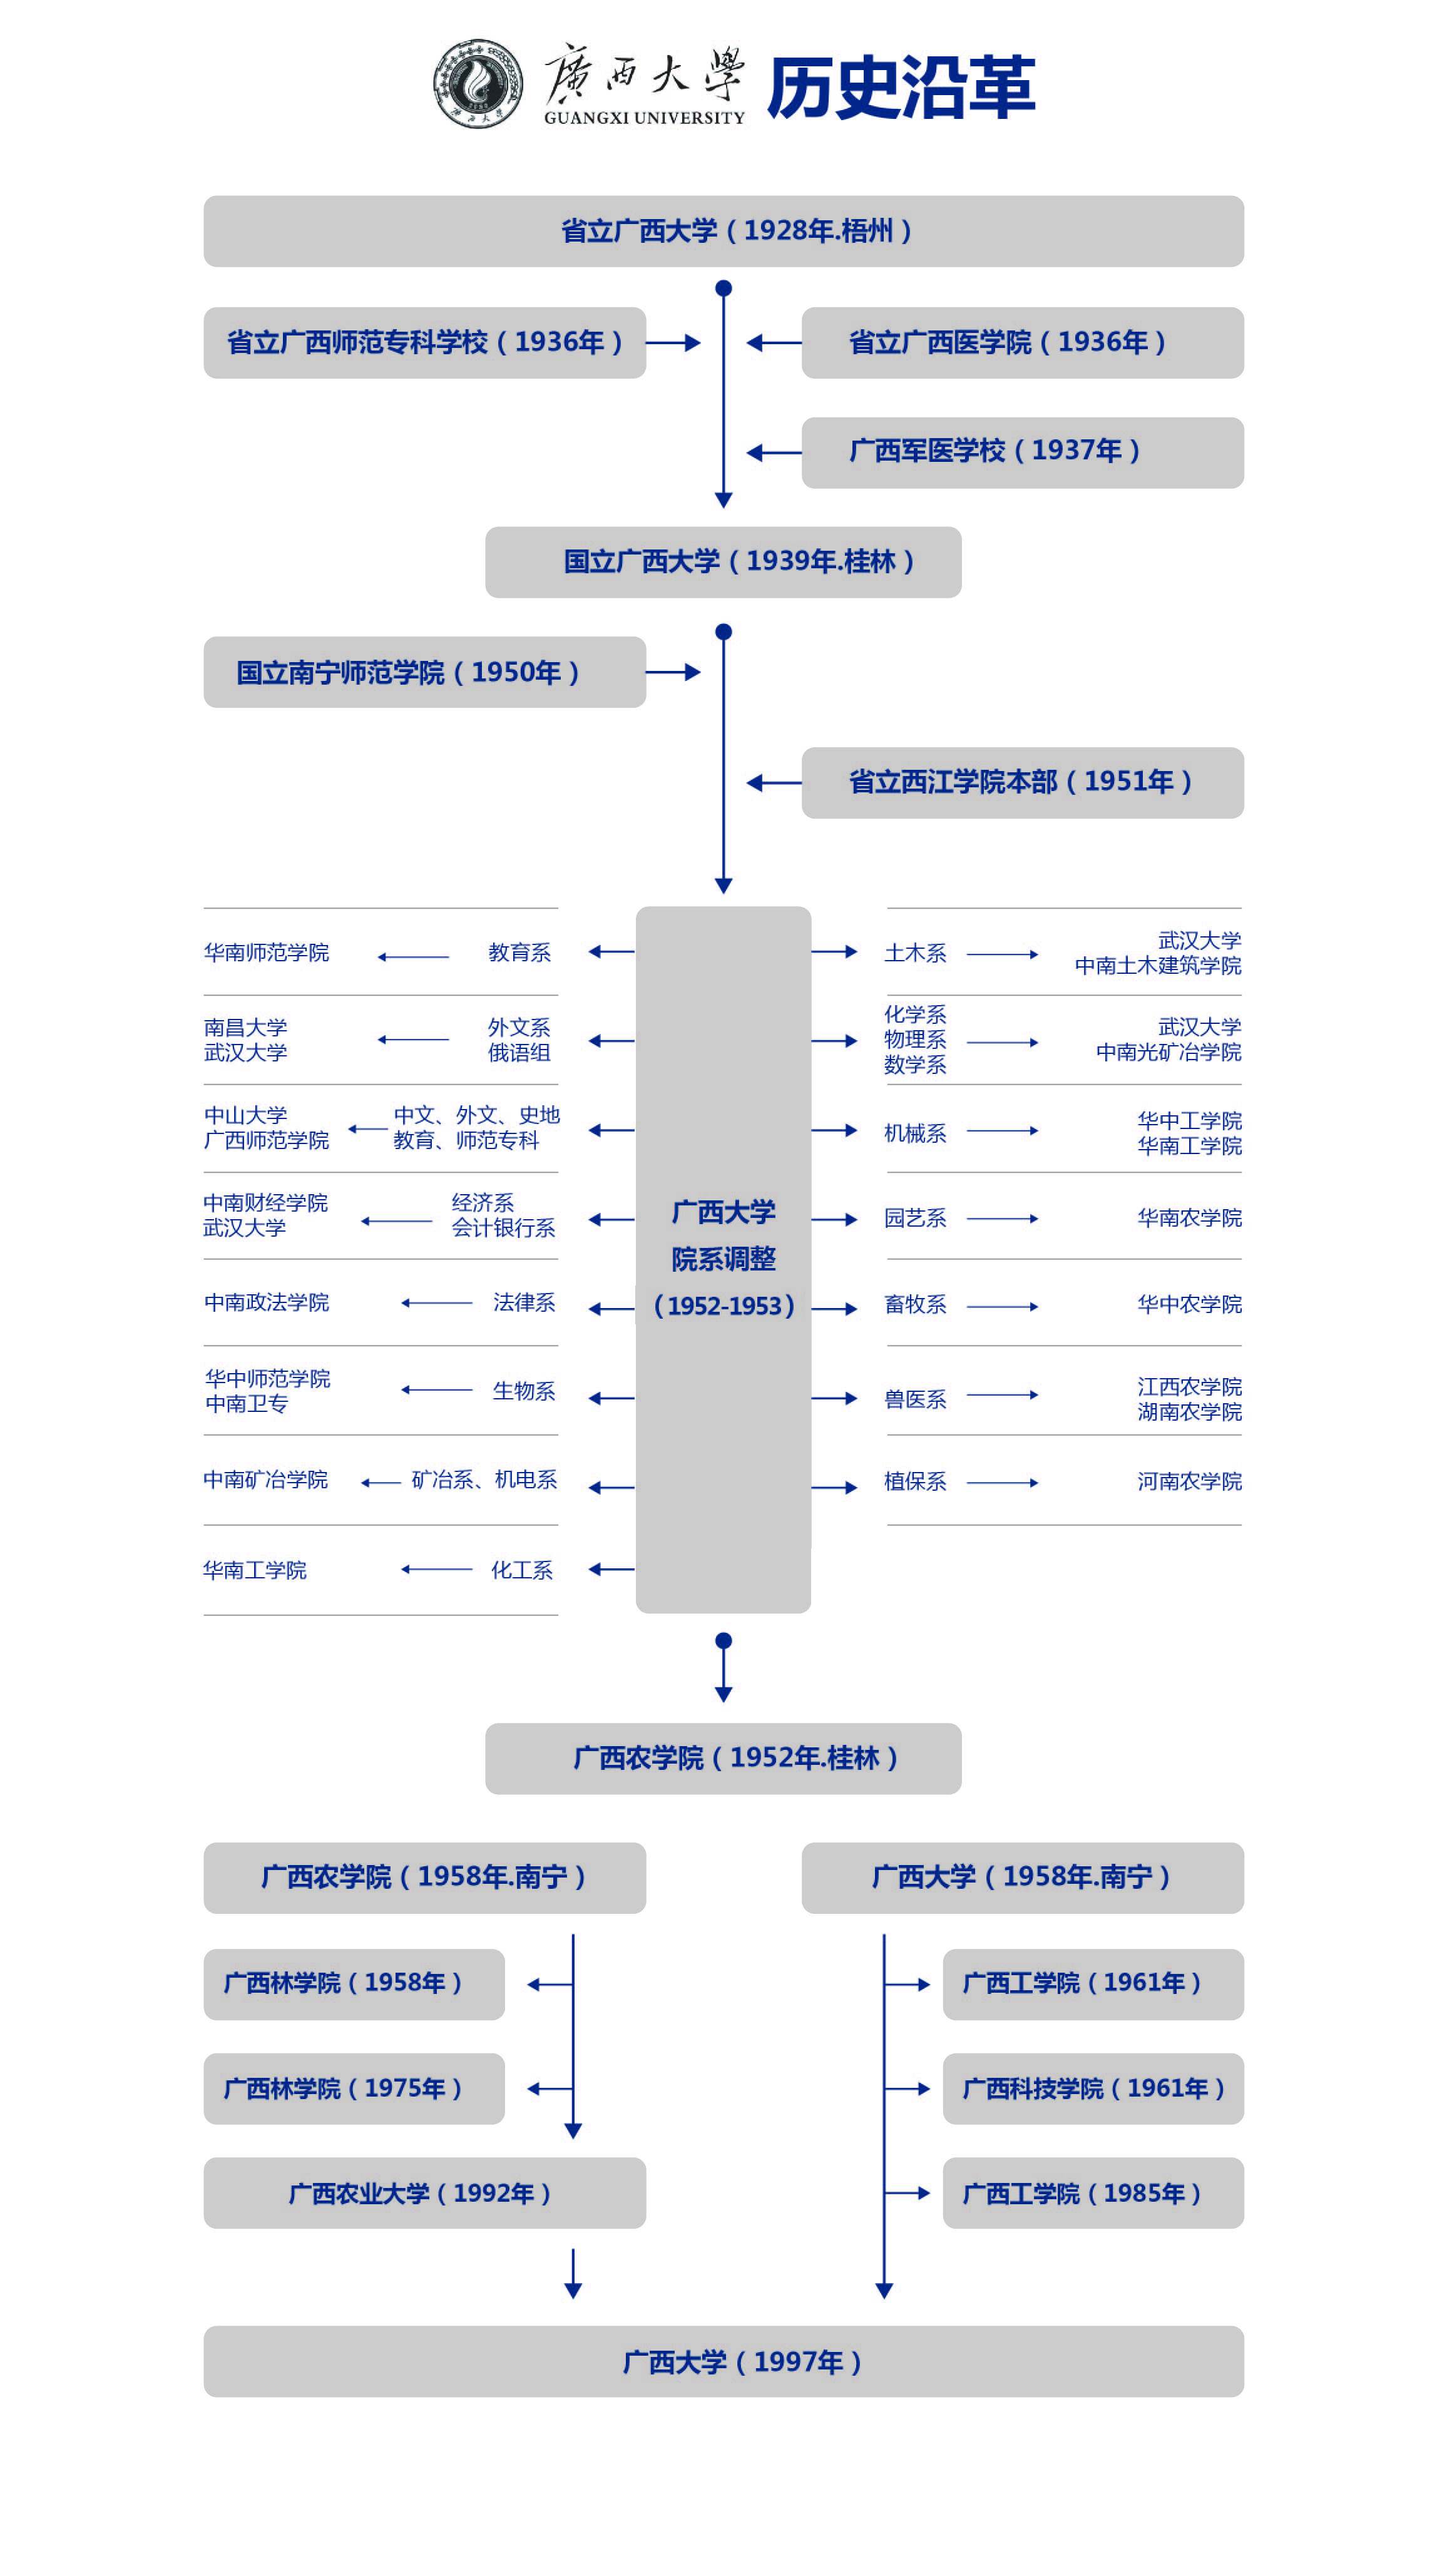 廣西大學
GUANGXI UNIVERSITY
历史沿革
省立广西大学（1928年.梧州）
省立广西师范专科学校（1936年）
省立广西医学院（1936年）
广西军医学校（1937年）
国立广西大学（1939年.桂林）
国立南宁师范学院（1950年）
省立西江学院本部（1951年）
广西大学
院系调整
（1952-1953）
华南师范学院
教育系
南昌大学
武汉大学
外文系
俄语组
中山大学
广西师范学院
中文、外文、史地
教育、师范专科
中南财经学院
武汉大学
经济系
会计银行系
中南政法学院
法律系
华中师范学院
中南卫专
生物系
中南矿冶学院
矿冶系、机电系
华南工学院
化工系
土木系
武汉大学
中南土木建筑学院
化学系
物理系
数学系
武汉大学
中南光矿冶学院
机械系
华中工学院
华南工学院
园艺系
华南农学院
畜牧系
华中农学院
兽医系
江西农学院
湖南农学院
植保系
河南农学院
广西农学院（1952年.桂林）
广西农学院（1958年.南宁）
广西大学（1958年.南宁）
广西林学院（1958年）
广西工学院（1961年）
广西林学院（1975年）
广西科技学院（1961年）
广西农业大学（1992年）
广西工学院（1985年）
广西大学（1997年）